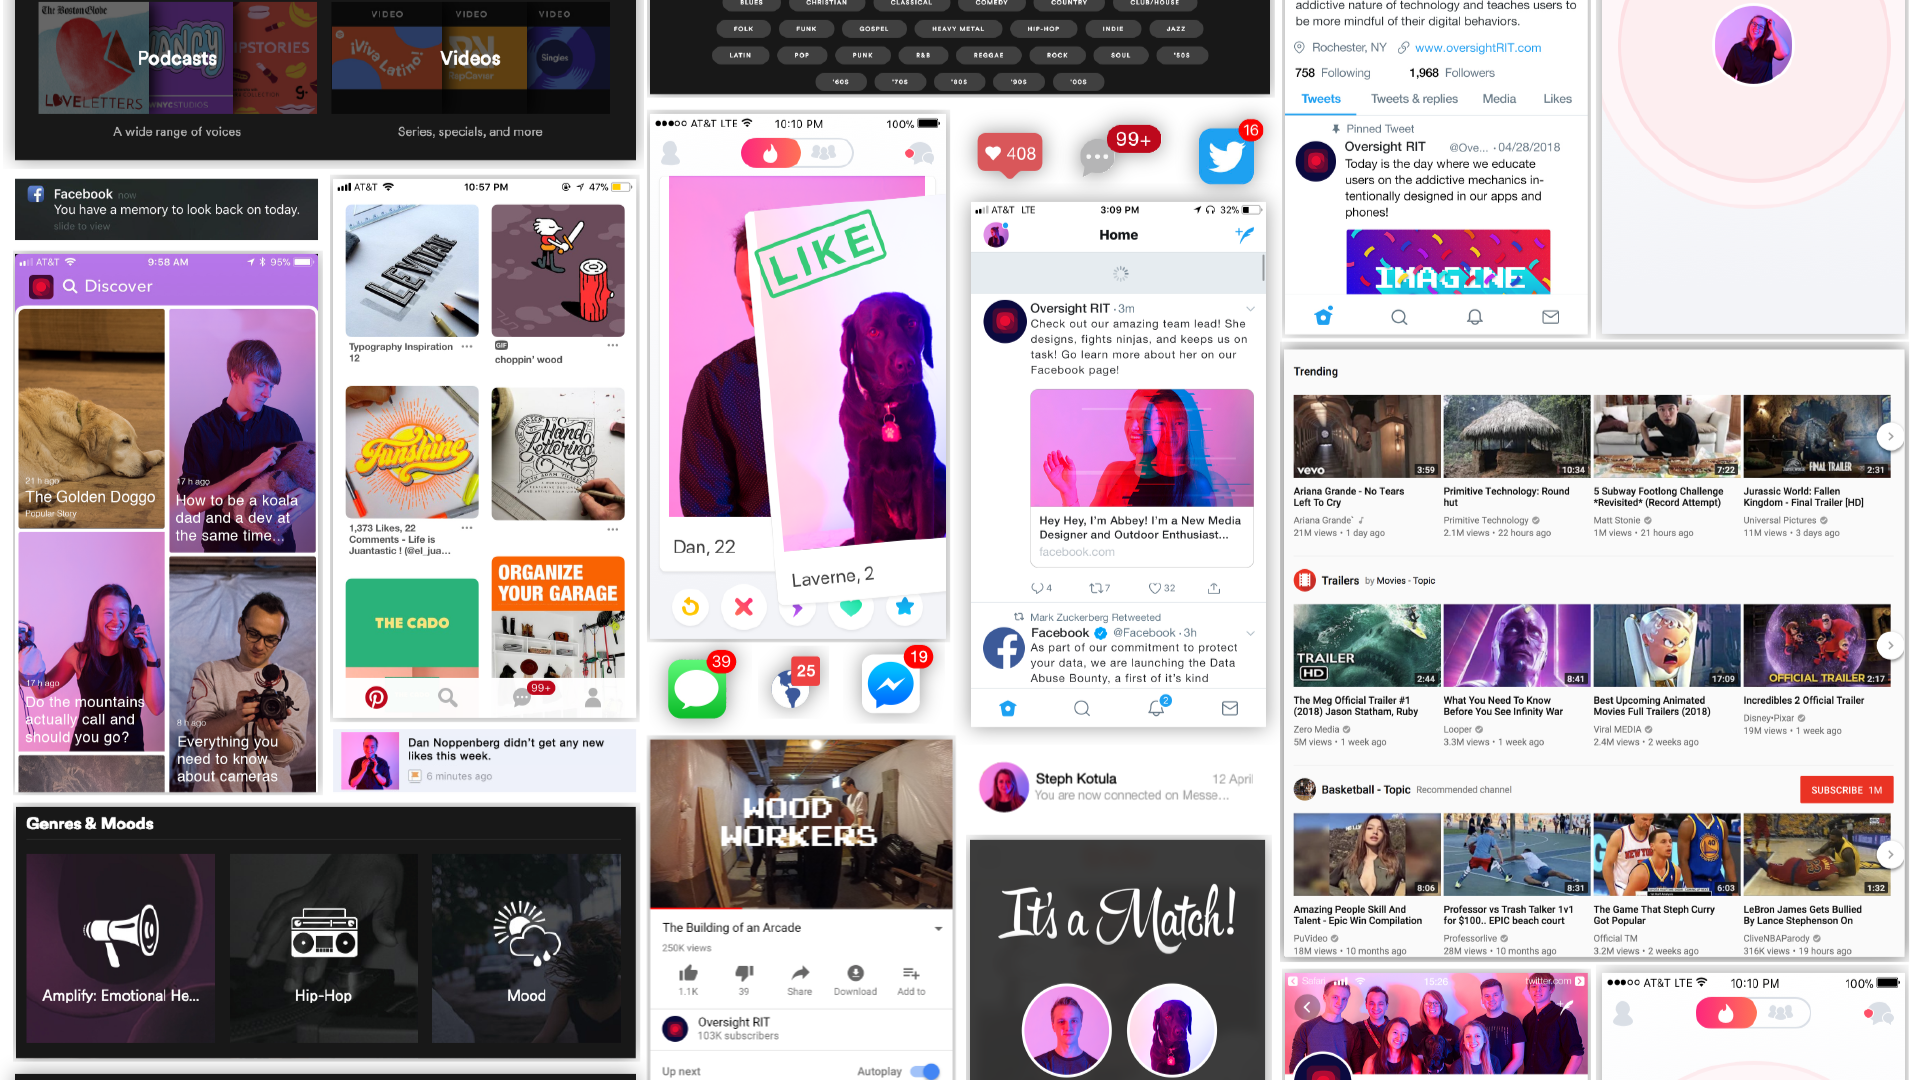 The Boston Globe
FANCY
UPSTORIES
Podcasts
LOVELETTERS
WNYCSTUDIOS
A wide range of voices
VIDEO
VIDEO
VIDEO
¡Viva Latino!
RapCaviar
Singles
Videos
Series, specials, and more
Facebook now
You have a memory to look back on today.
slide to view
AT&T
9:58 AM
95%
Discover
21 h ago
The Golden Doggo
Popular Story
17 h ago
How to be a koala
dad and a dev at
the same time...
17 h ago
Do the mountains
actually call and
should you go?
8 h ago
Everything you
need to know
about cameras
AT&T
10:57 PM
47%
Typography Inspiration
12
GIF
choppin' wood
Funshine
Hand
Lettering
1,373 Likes, 22
Comments - Life is
Juantastic ! (@el_jua...
THE CADO
ORGANIZE
YOUR GARAGE
99+
Dan Noppenberg didn't get any new
likes this week.
6 minutes ago
Genres & Moods
Amplify: Emotional He...
Hip-Hop
Mood
BLUES
CHRISTIAN
CLASSICAL
COMEDY
COUNTRY
CLUB/HOUSE
FOLK
FUNK
GOSPEL
HEAVY METAL
HIP-HOP
INDIE
JAZZ
LATIN
POP
PUNK
R&B
REGGAE
ROCK
SOUL
'50S
'60S
'70S
'80S
'90S
'00S
AT&T LTE
10:10 PM
100%
LIKE
Dan, 22
Laverne, 2
39
25
19
WOOD
WORKERS
The Building of an Arcade
250K views
1.1K
39
Share
Download
Add to
Oversight RIT
103K subscribers
Up next
Autoplay
408
99+
16
AT&T LTE
3:09 PM
32%
Home
Oversight RIT · 3m
Check out our amazing team lead! She
designs, fights ninjas, and keeps us on
task! Go learn more about her on our
Facebook page!
Hey Hey, I'm Abbey! I'm a New Media
Designer and Outdoor Enthusiast...
facebook.com
4
7
32
Mark Zuckerberg Retweeted
Facebook @Facebook · 3h
As part of our commitment to protect
your data, we are launching the Data
Abuse Bounty, a first of it's kind
2
Steph Kotula
12 April
You are now connected on Messe...
It's a Match!
addictive nature of technology and teaches users to
be more mindful of their digital behaviors.
Rochester, NY
www.oversightRIT.com
758 Following
1,968 Followers
Tweets
Tweets & replies
Media
Likes
Pinned Tweet
Oversight RIT
@Ove... · 04/28/2018
Today is the day where we educate
users on the addictive mechanics in-
tentionally designed in our apps and
phones!
IMAGINE
Trending
vevo
3:59
10:34
7:22
FINAL TRAILER
2:31
Ariana Grande - No Tears
Left To Cry
Ariana Grande
21M views • 1 day ago
Primitive Technology: Round
hut
Primitive Technology
2.1M views • 22 hours ago
5 Subway Footlong Challenge
*Revisited* (Record Attempt)
Matt Stonie
1M views • 21 hours ago
Jurassic World: Fallen
Kingdom - Final Trailer [HD]
Universal Pictures
11M views • 3 days ago
Trailers by Movies - Topic
TRAILER
HD
2:44
8:41
17:09
OFFICIAL TRAILER
2:17
The Meg Official Trailer #1
(2018) Jason Statham, Ruby
Zero Media
5M views • 1 week ago
What You Need To Know
Before You See Infinity War
Looper
3.3M views • 1 week ago
Best Upcoming Animated
Movies Full Trailers (2018)
Viral MEDIA
2.4M views • 2 weeks ago
Incredibles 2 Official Trailer
Disney•Pixar
19M views • 1 week ago
Basketball - Topic Recommended channel
SUBSCRIBE 1M
8:06
8:31
NEW YO
40
6:03
1:32
Amazing People Skill And
Talent - Epic Win Compilation
PuVideo
18M views • 10 months ago
Professor vs Trash Talker 1v1
for $100.. EPIC beach court
Professorlive
28M views • 10 months ago
The Game That Steph Curry
Got Popular
Official TM
3.2M views • 2 weeks ago
LeBron James Gets Bullied
By Lance Stephenson On
CliveNBAParody
316K views • 19 hours ago
Safari
15:26
twitter.com
AT&T LTE
10:10 PM
100%